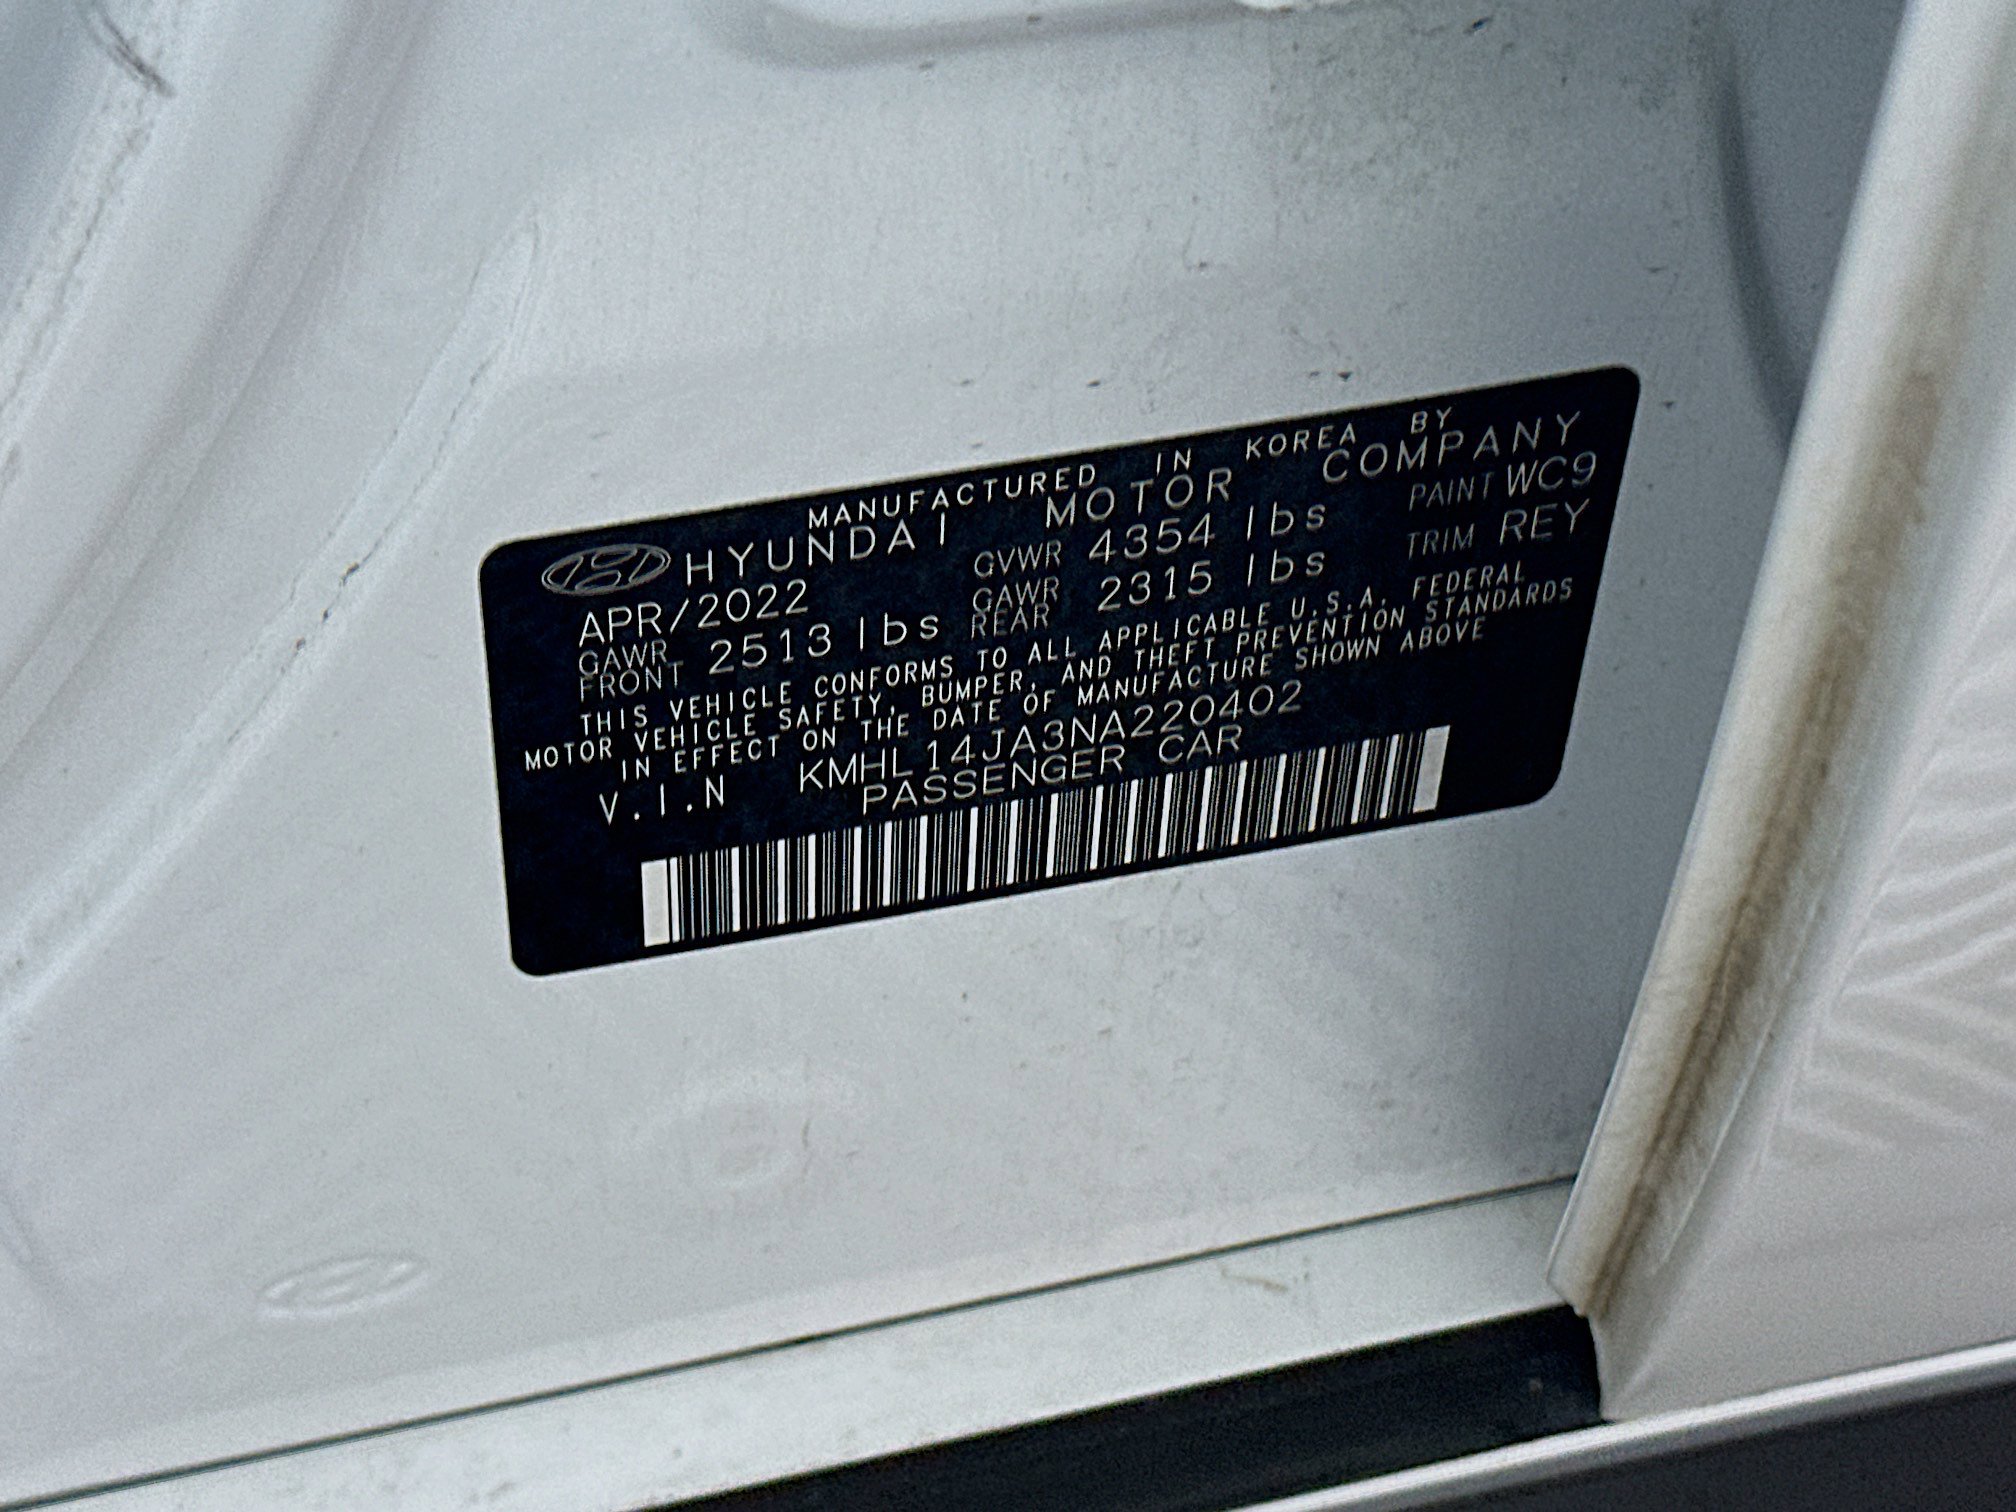 MANUFACTURED IN KOREA BY
HYUNDAI MOTOR COMPANY
APR/2022 GVWR 4354 lbs PAINT WC9
GAWR FRONT 2513 lbs GAWR REAR 2315 lbs TRIM REY
THIS VEHICLE CONFORMS TO ALL APPLICABLE U.S.A. FEDERAL
MOTOR VEHICLE SAFETY, BUMPER, AND THEFT PREVENTION STANDARDS
IN EFFECT ON THE DATE OF MANUFACTURE SHOWN ABOVE
V.I.N KMHL14JA3NA220402
PASSENGER CAR